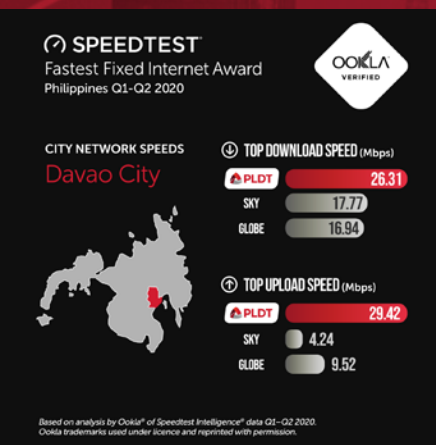 SPEEDTEST
Fastest Fixed Internet Award
Philippines Q1-Q2 2020
OOKLA
VERIFIED
CITY NETWORK SPEEDS
Davao City
TOP DOWNLOAD SPEED (Mbps)
PLDT 26.31
SKY 17.77
GLOBE 16.94
TOP UPLOAD SPEED (Mbps)
PLDT 29.42
SKY 4.24
GLOBE 9.52
Based on analysis by Ookla® of Speedtest Intelligence® data Q1–Q2 2020.
Ookla trademarks used under licence and reprinted with permission.